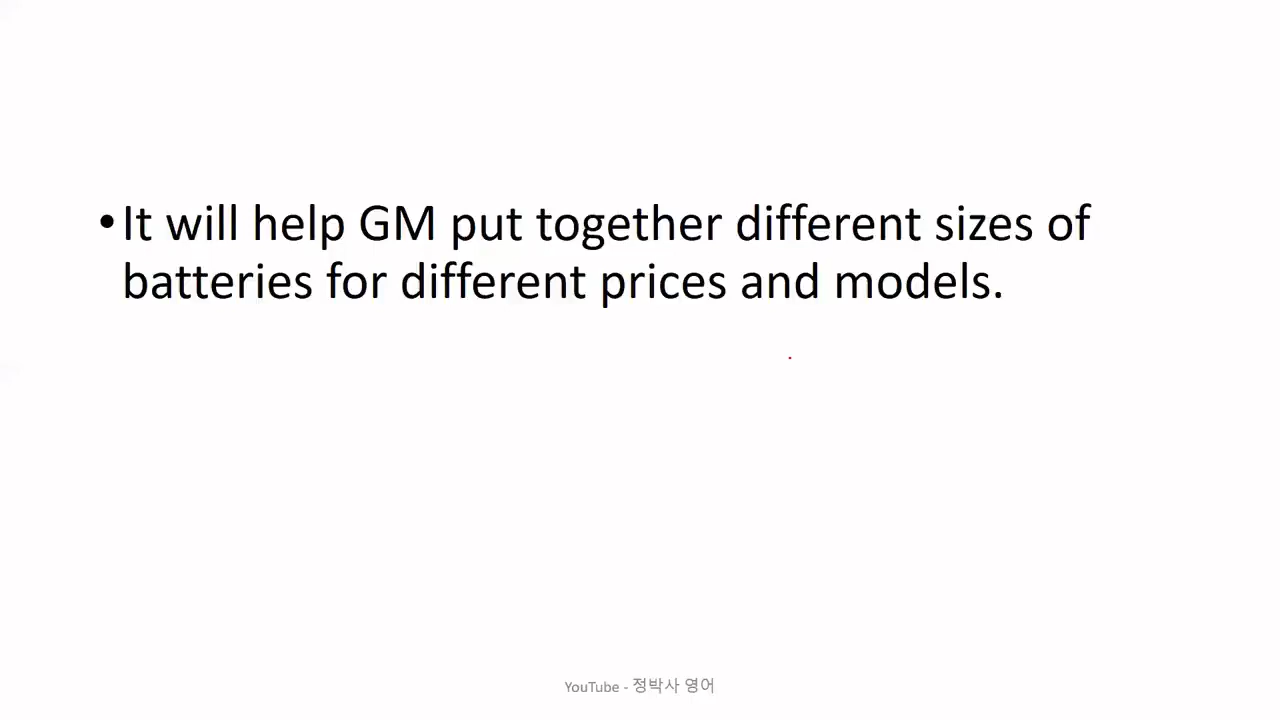 •It will help GM put together different sizes of
batteries for different prices and models.
YouTube - 정박사 영어